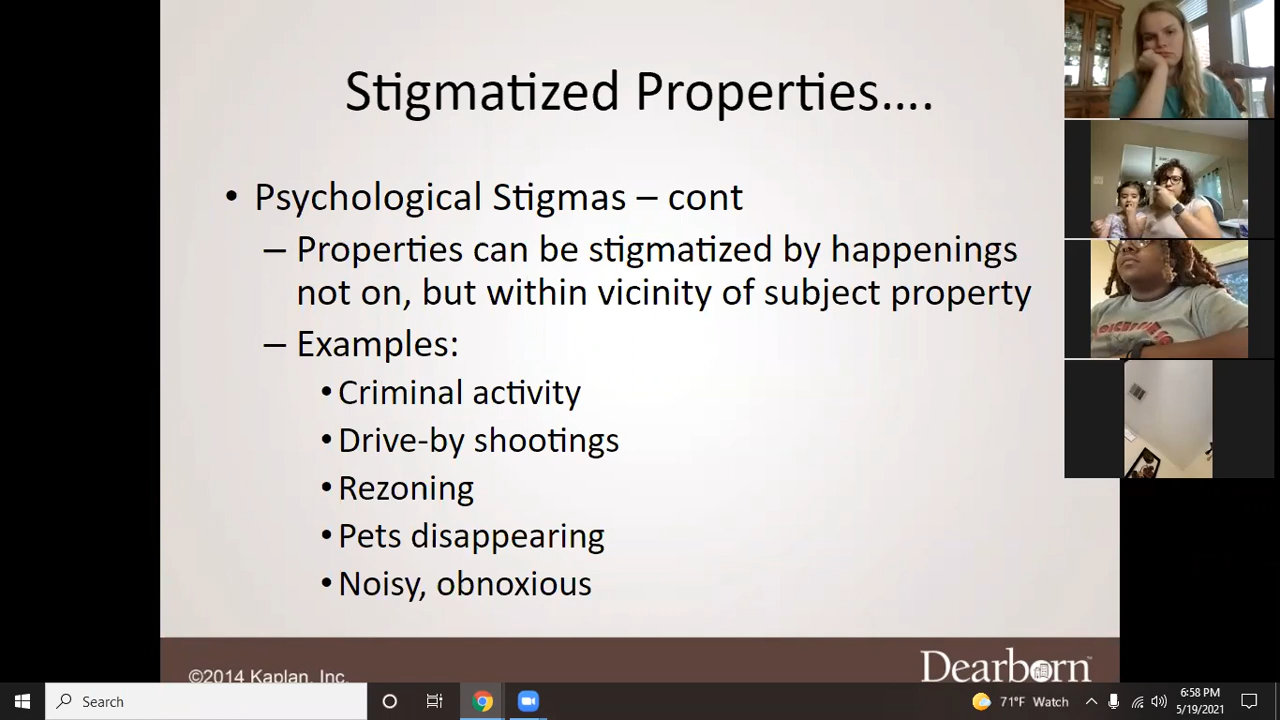 Stigmatized Properties....
• Psychological Stigmas – cont
– Properties can be stigmatized by happenings
not on, but within vicinity of subject property
– Examples:
• Criminal activity
• Drive-by shootings
• Rezoning
• Pets disappearing
• Noisy, obnoxious
©2014 Kaplan, Inc.
Dearborn™
Search
71°F Watch
6:58 PM
5/19/2021